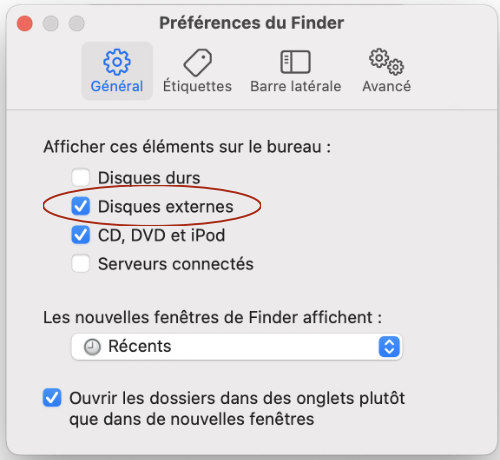 Préférences du Finder
Général
Étiquettes
Barre latérale
Avancé
Afficher ces éléments sur le bureau :
Disques durs
Disques externes
CD, DVD et iPod
Serveurs connectés
Les nouvelles fenêtres de Finder affichent :
Récents
Ouvrir les dossiers dans des onglets plutôt
que dans de nouvelles fenêtres